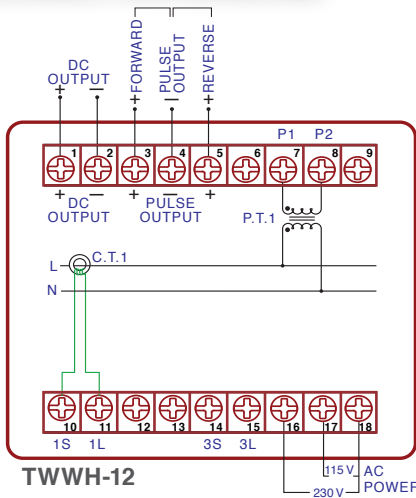 DC
OUTPUT
+ −
+FORWARD
−PULSE
OUTPUT
+REVERSE
P1 P2
1 2 3 4 5 6 7 8 9
+ − + − +
DC
OUTPUT
PULSE
OUTPUT
P.T.1
C.T.1
L
N
10 11 12 13 14 15 16 17 18
1S 1L 3S 3L
115 V
AC
POWER
230 V
TWWH-12